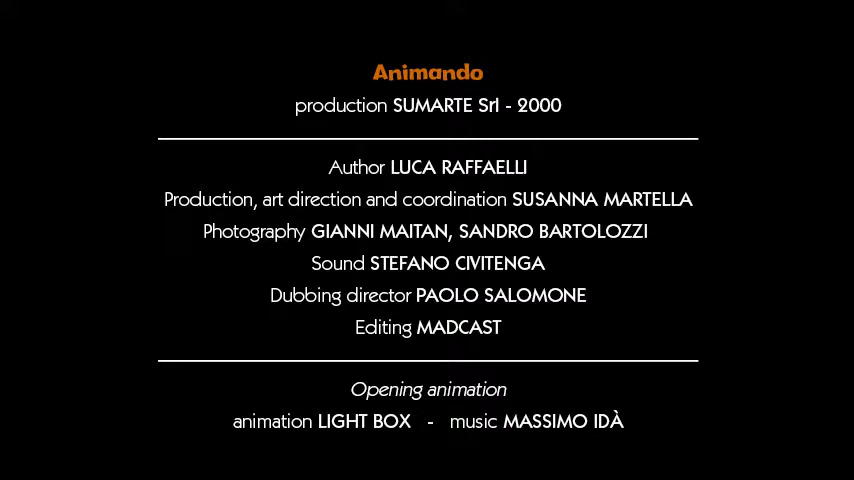 Animando
production SUMARTE Srl - 2000
Author LUCA RAFFAELLI
Production, art direction and coordination SUSANNA MARTELLA
Photography GIANNI MAITAN, SANDRO BARTOLOZZI
Sound STEFANO CIVITENGA
Dubbing director PAOLO SALOMONE
Editing MADCAST
Opening animation
animation LIGHT BOX - music MASSIMO IDÀ